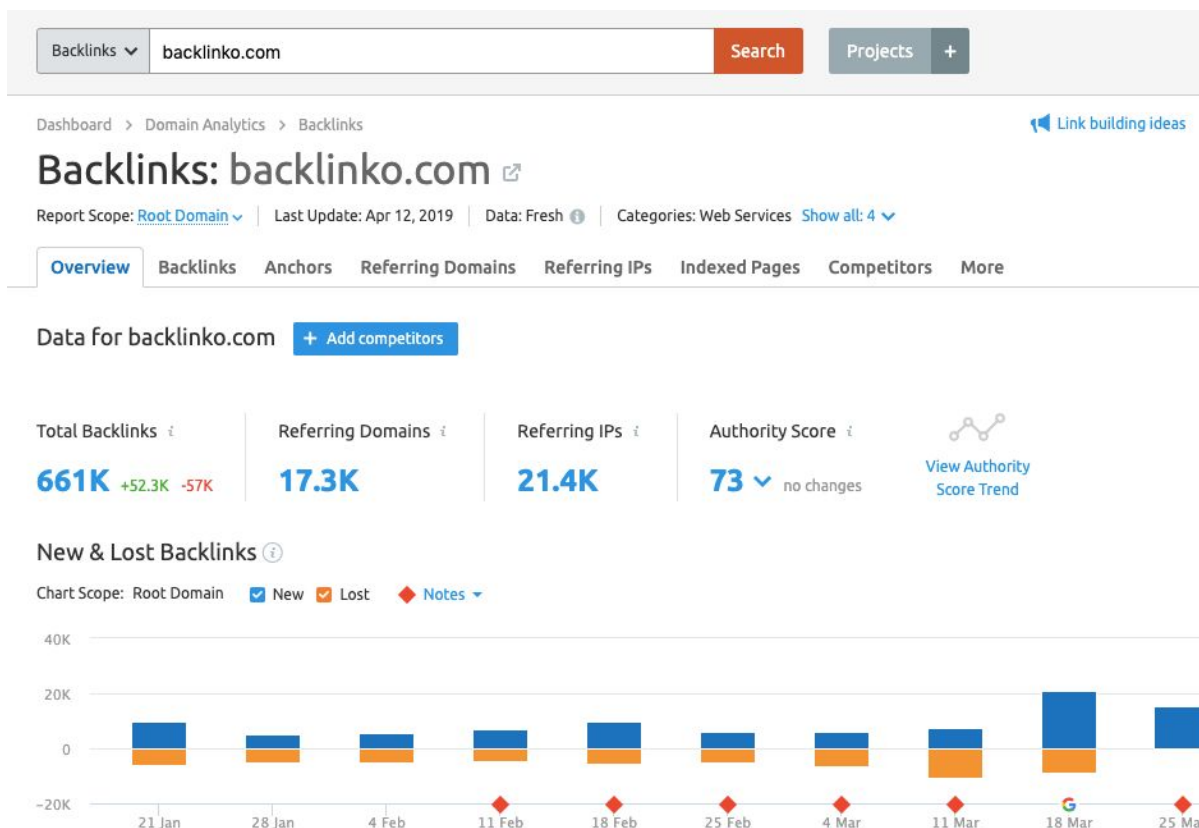 Backlinks backlinko.com Search Projects +
Dashboard > Domain Analytics > Backlinks Link building ideas
Backlinks: backlinko.com
Report Scope: Root Domain Last Update: Apr 12, 2019 Data: Fresh i Categories: Web Services Show all: 4
Overview Backlinks Anchors Referring Domains Referring IPs Indexed Pages Competitors More
Data for backlinko.com + Add competitors
Total Backlinks i Referring Domains i Referring IPs i Authority Score i
661K +52.3K -57K 17.3K 21.4K 73 no changes View Authority
Score Trend
New & Lost Backlinks i
Chart Scope: Root Domain New Lost Notes
40K
20K
0
-20K
G
21 Jan 28 Jan 4 Feb 11 Feb 18 Feb 25 Feb 4 Mar 11 Mar 18 Mar 25 Ma